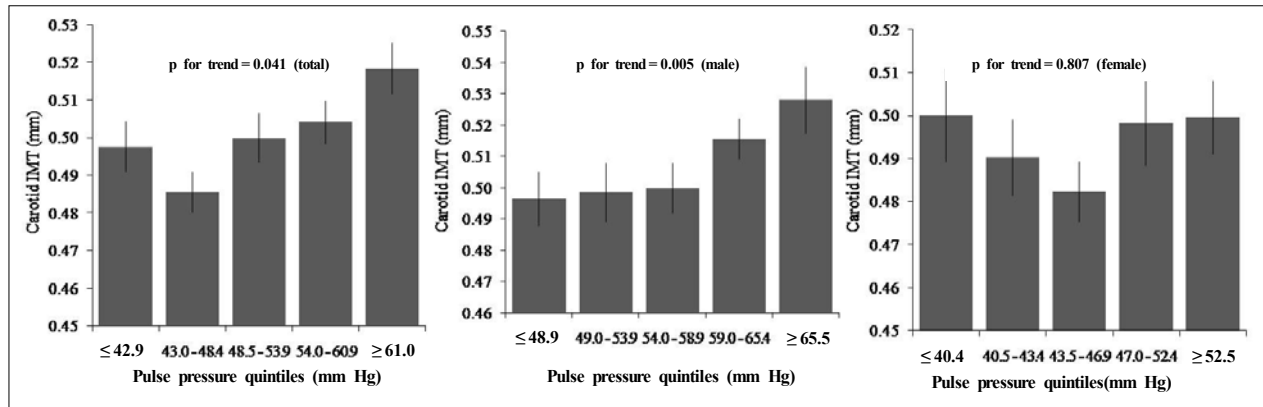 0.53
0.52
0.51
0.50
0.49
0.48
0.47
0.46
0.45
Carotid IMT (mm)
p for trend = 0.041 (total)
≤ 42.9 43.0 - 48.4 48.5 - 53.9 54.0 - 60.9 ≥ 61.0
Pulse pressure quintiles (mm Hg)
0.55
0.54
0.53
0.52
0.51
0.50
0.49
0.48
0.47
0.46
Carotid IMT (mm)
p for trend = 0.005 (male)
≤ 48.9 49.0 - 53.9 54.0 - 58.9 59.0 - 65.4 ≥ 65.5
Pulse pressure quintiles (mm Hg)
0.52
0.51
0.50
0.49
0.48
0.47
0.46
0.45
Carotid IMT (mm)
p for trend = 0.807 (female)
≤ 40.4 40.5 - 43.4 43.5 - 46.9 47.0 - 52.4 ≥ 52.5
Pulse pressure quintiles(mm Hg)